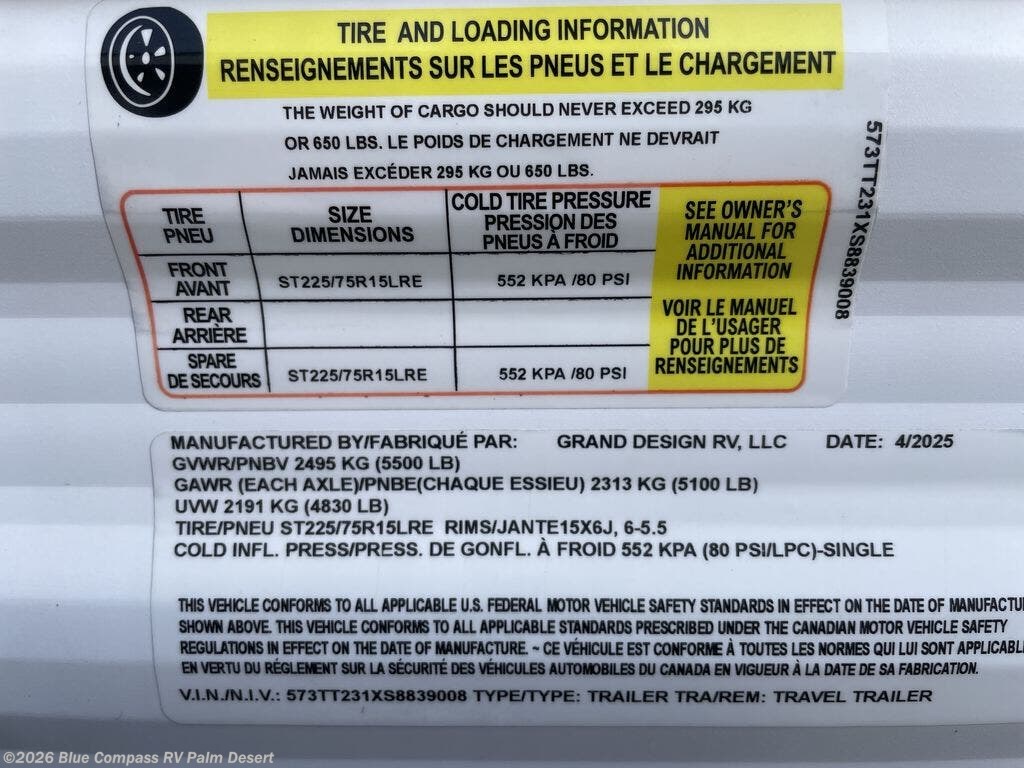 TIRE AND LOADING INFORMATION
RENSEIGNEMENTS SUR LES PNEUS ET LE CHARGEMENT
THE WEIGHT OF CARGO SHOULD NEVER EXCEED 295 KG
OR 650 LBS. LE POIDS DE CHARGEMENT NE DEVRAIT
JAMAIS EXCÉDER 295 KG OU 650 LBS.
TIRE
PNEU
SIZE
DIMENSIONS
COLD TIRE PRESSURE
PRESSION DES
PNEUS À FROID
SEE OWNER'S
MANUAL FOR
ADDITIONAL
INFORMATION
FRONT
AVANT
ST225/75R15LRE
552 KPA /80 PSI
REAR
ARRIÈRE
VOIR LE MANUEL
DE L'USAGER
POUR PLUS DE
RENSEIGNEMENTS
SPARE
DE SECOURS
ST225/75R15LRE
552 KPA /80 PSI
573TT231XS8839008
MANUFACTURED BY/FABRIQUÉ PAR: GRAND DESIGN RV, LLC DATE: 4/2025
GVWR/PNBV 2495 KG (5500 LB)
GAWR (EACH AXLE)/PNBE(CHAQUE ESSIEU) 2313 KG (5100 LB)
UVW 2191 KG (4830 LB)
TIRE/PNEU ST225/75R15LRE RIMS/JANTE15X6J, 6-5.5
COLD INFL. PRESS/PRESS. DE GONFL. À FROID 552 KPA (80 PSI/LPC)-SINGLE
THIS VEHICLE CONFORMS TO ALL APPLICABLE U.S. FEDERAL MOTOR VEHICLE SAFETY STANDARDS IN EFFECT ON THE DATE OF MANUFACTU
SHOWN ABOVE. THIS VEHICLE CONFORMS TO ALL APPLICABLE STANDARDS PRESCRIBED UNDER THE CANADIAN MOTOR VEHICLE SAFETY
REGULATIONS IN EFFECT ON THE DATE OF MANUFACTURE. ~ CE VÉHICULE EST CONFORME À TOUTES LES NORMES QUI LUI SONT APPLICABL
EN VERTU DU RÉGLEMENT SUR LA SÉCURITÉ DES VÉHICULES AUTOMOBILES DU CANADA EN VIGUEUR À LA DATE DE SA FABRICATION.
V.I.N./N.I.V.: 573TT231XS8839008 TYPE/TYPE: TRAILER TRA/REM: TRAVEL TRAILER
©2026 Blue Compass RV Palm Desert